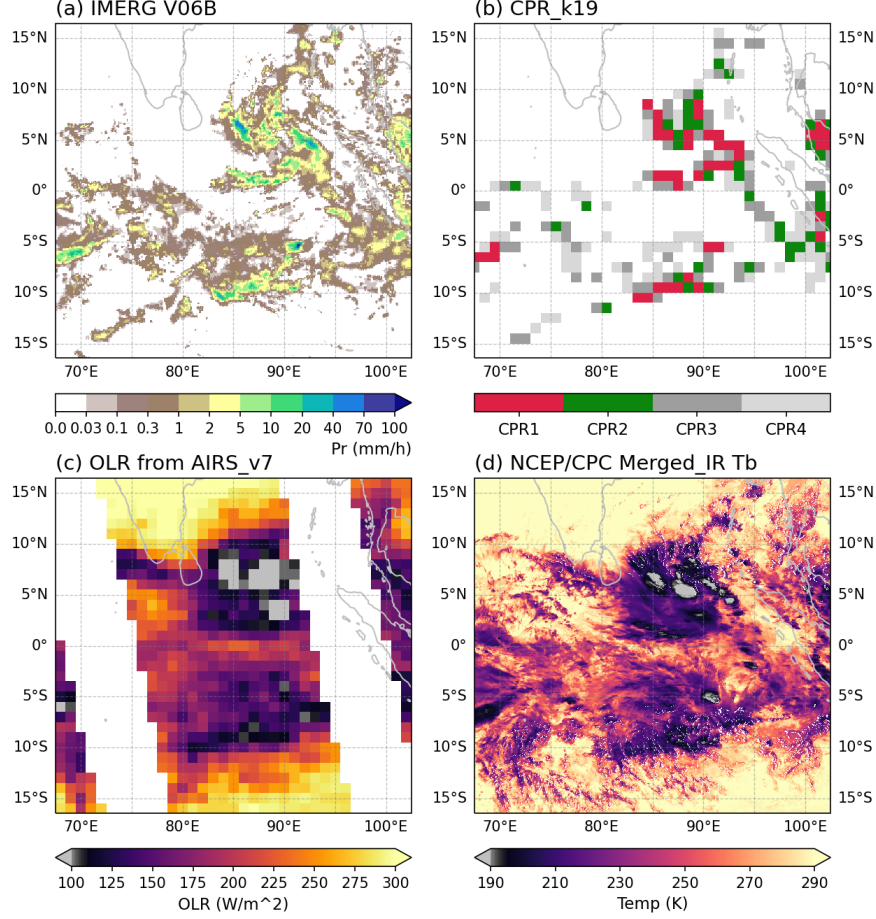 (a) IMERG V06B
(b) CPR_k19
15°N
10°N
5°N
0°
5°S
10°S
15°S
15°N
10°N
5°N
0°
5°S
10°S
15°S
70°E 80°E 90°E 100°E
70°E 80°E 90°E 100°E
0.0 0.03 0.1 0.3 1 2 5 10 20 40 70 100
Pr (mm/h)
CPR1 CPR2 CPR3 CPR4
(c) OLR from AIRS_v7
(d) NCEP/CPC Merged_IR Tb
15°N
10°N
5°N
0°
5°S
10°S
15°S
15°N
10°N
5°N
0°
5°S
10°S
15°S
70°E 80°E 90°E 100°E
70°E 80°E 90°E 100°E
100 125 150 175 200 225 250 275 300
OLR (W/m^2)
190 210 230 250 270 290
Temp (K)